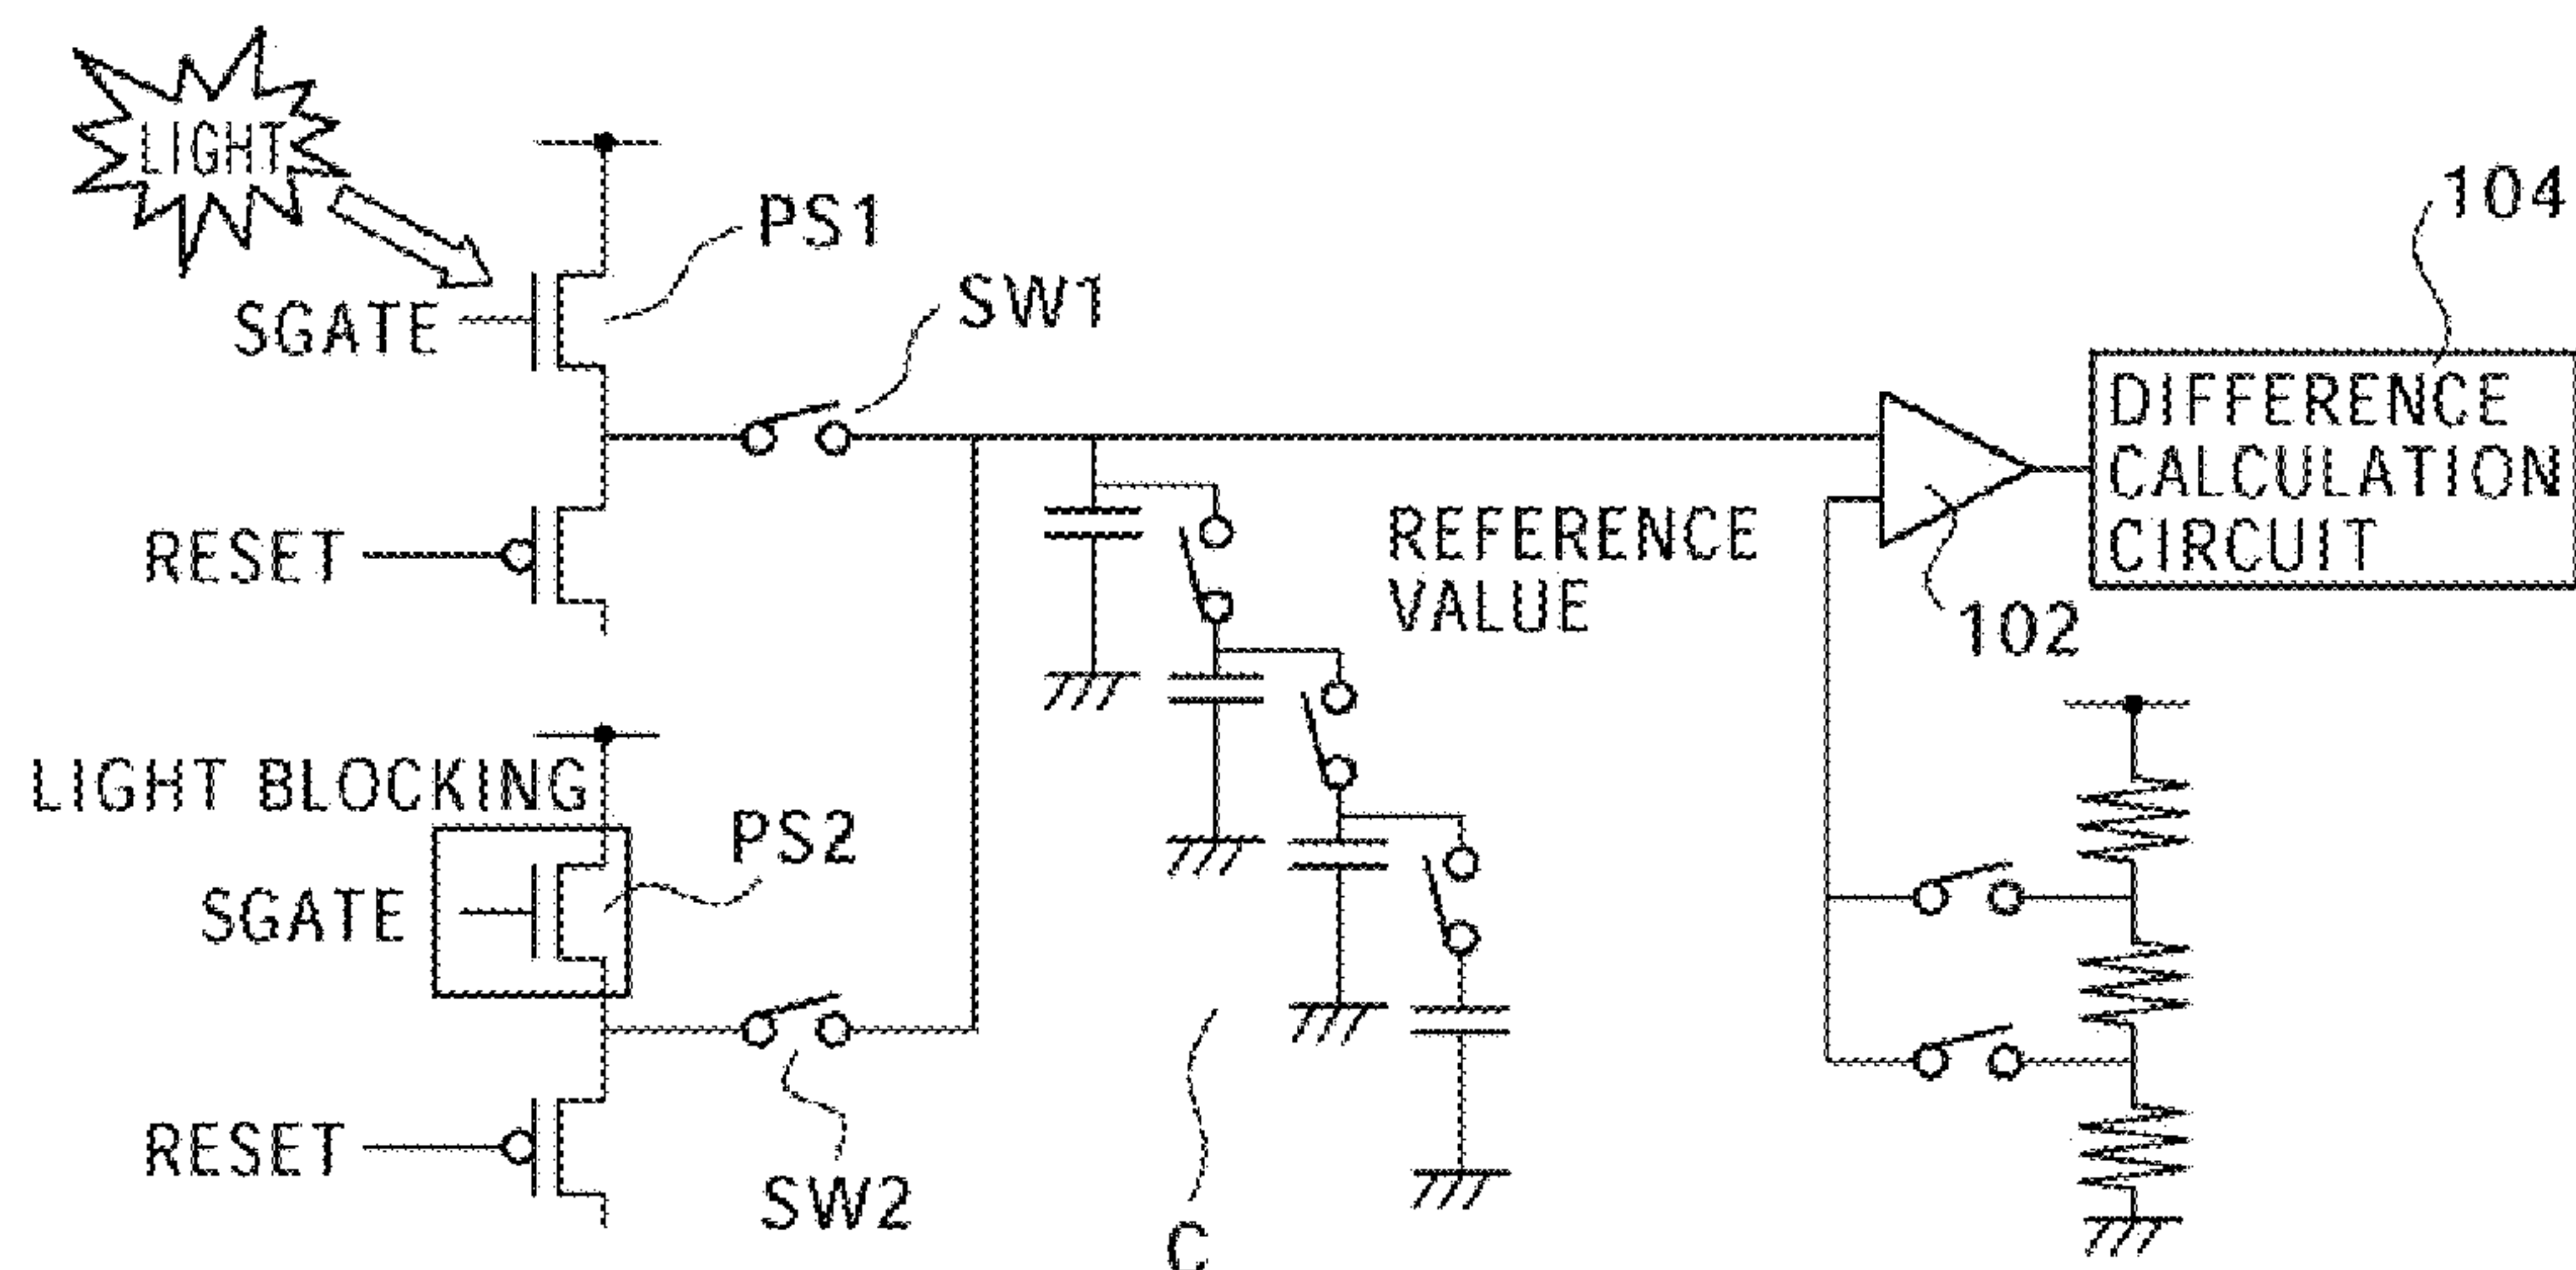 LIGHT
PS1
104
SGATE
SW1
DIFFERENCE
CALCULATION
CIRCUIT
RESET
REFERENCE
VALUE
102
LIGHT BLOCKING
PS2
SGATE
RESET
SW2
C